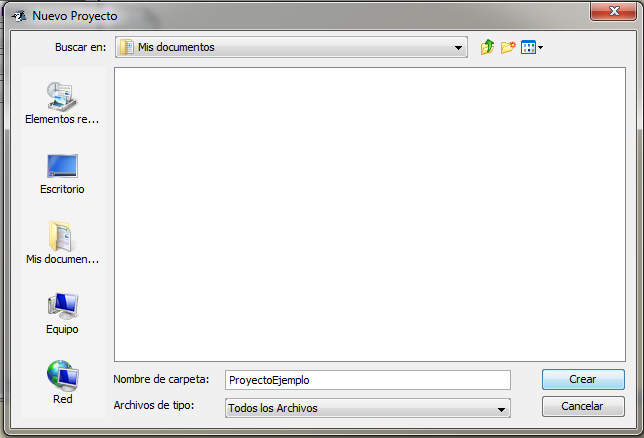 Nuevo Proyecto
Buscar en:
Mis documentos
Elementos re...
Escritorio
Mis documen...
Equipo
Red
Nombre de carpeta:
ProyectoEjemplo
Crear
Archivos de tipo:
Todos los Archivos
Cancelar